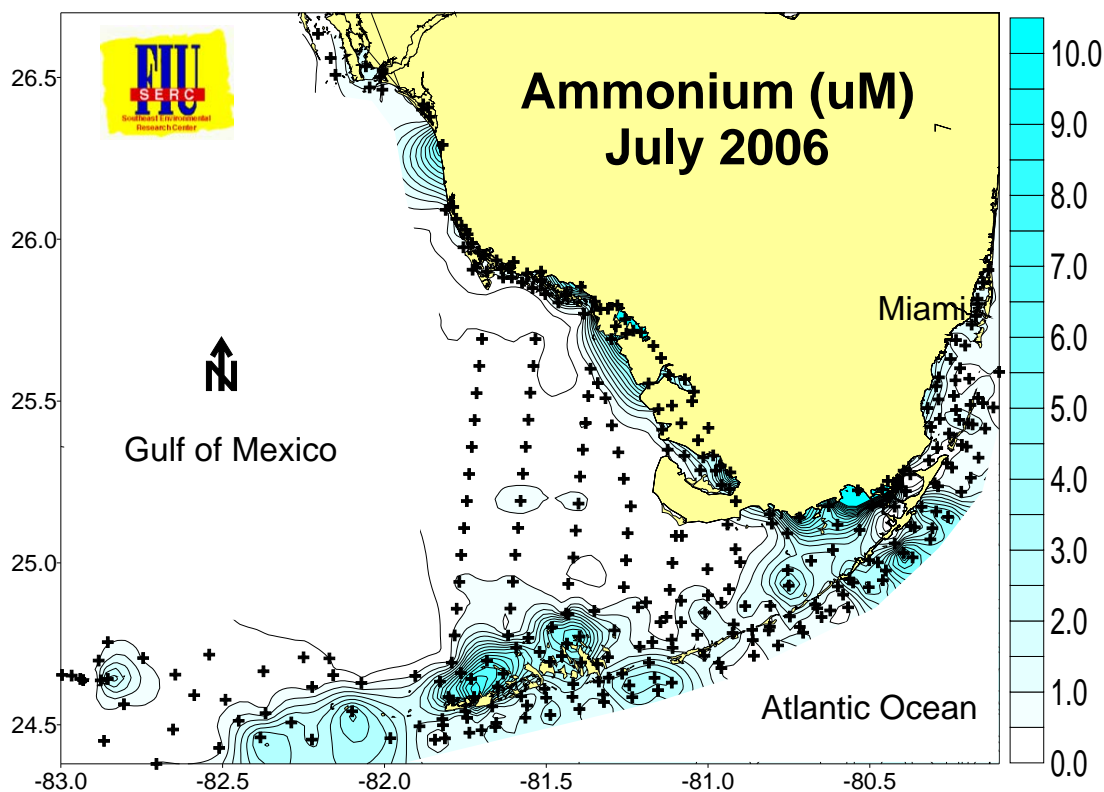 FIU
SERC
Southeast Environmental
Research Center
Ammonium (uM)
July 2006
7
Miami
N
Gulf of Mexico
Atlantic Ocean
26.5
26.0
25.5
25.0
24.5
-83.0 -82.5 -82.0 -81.5 -81.0 -80.5
10.0
9.0
8.0
7.0
6.0
5.0
4.0
3.0
2.0
1.0
0.0